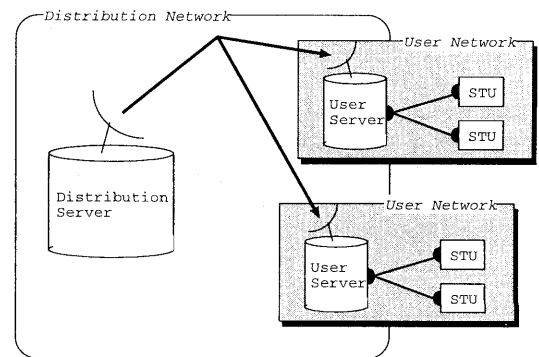 Distribution Network
User Network
User
Server
STU
STU
Distribution
Server
User Network
User
Server
STU
STU